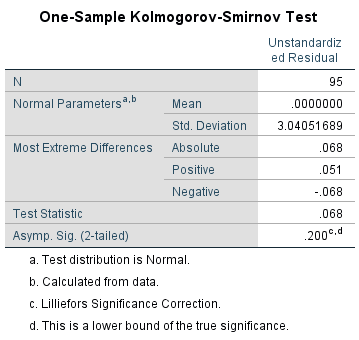 One-Sample Kolmogorov-Smirnov Test
Unstandardiz
ed Residual
N 95
Normal Parameters a,b Mean .0000000
Std. Deviation 3.04051689
Most Extreme Differences Absolute .068
Positive .051
Negative -.068
Test Statistic .068
Asymp. Sig. (2-tailed) .200 c,d
a. Test distribution is Normal.
b. Calculated from data.
c. Lilliefors Significance Correction.
d. This is a lower bound of the true significance.